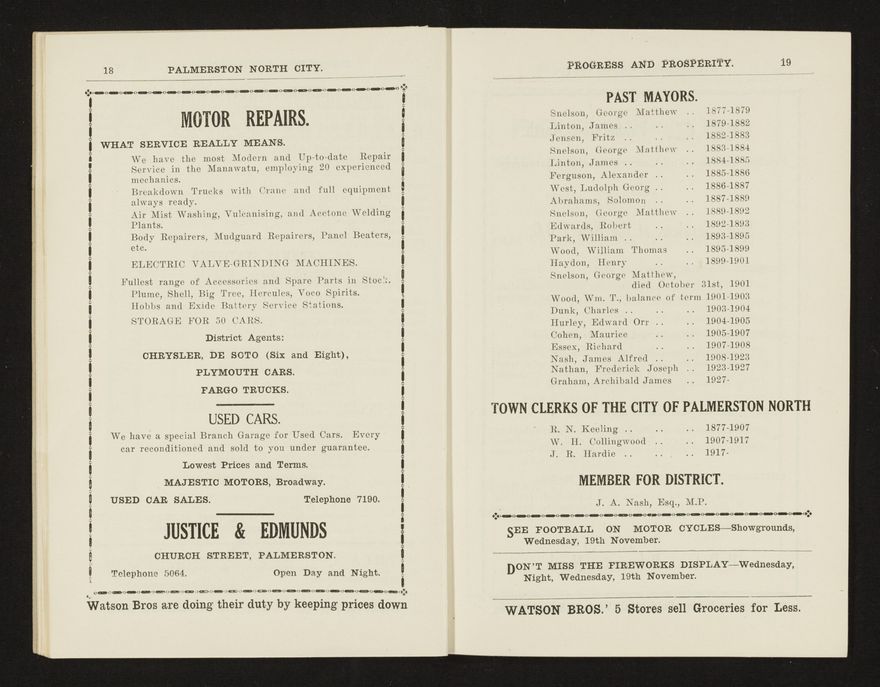 18 PALMERSTON NORTH CITY.
MOTOR REPAIRS.
WHAT SERVICE REALLY MEANS.
We have the most Modern and Up-to-date Repair
Service in the Manawatu, employing 20 experienced
mechanics.
Breakdown Trucks with Crane and full equipment
always ready.
Air Mist Washing, Vulcanising, and Acetone Welding
Plants.
Body Repairers, Mudguard Repairers, Panel Beaters,
etc.
ELECTRIC VALVE-GRINDING MACHINES.
Fullest range of Accessories and Spare Parts in Stock.
Plume, Shell, Big Tree, Hercules, Voco Spirits.
Hobbs and Exide Battery Service Stations.
STORAGE FOR 50 CARS.
District Agents:
CHRYSLER, DE SOTO (Six and Eight),
PLYMOUTH CARS.
FARGO TRUCKS.
USED CARS.
We have a special Branch Garage for Used Cars. Every
car reconditioned and sold to you under guarantee.
Lowest Prices and Terms.
MAJESTIC MOTORS, Broadway.
USED CAR SALES. Telephone 7190.
JUSTICE & EDMUNDS
CHURCH STREET, PALMERSTON.
Telephone 5064. Open Day and Night.
Watson Bros are doing their duty by keeping prices down
PROGRESS AND PROSPERITY. 19
PAST MAYORS.
Snelson, George Matthew .. 1877-1879
Linton, James .. .. .. 1879-1882
Jensen, Fritz .. .. .. 1882-1883
Snelson, George Matthew .. 1883-1884
Linton, James .. .. .. 1884-1885
Ferguson, Alexander .. .. 1885-1886
West, Ludolph Georg .. .. 1886-1887
Abrahams, Solomon .. .. 1887-1889
Snelson, George Matthew .. 1889-1892
Edwards, Robert .. .. 1892-1893
Park, William .. .. .. 1893-1895
Wood, William Thomas .. 1895-1899
Haydon, Henry .. .. 1899-1901
Snelson, George Matthew,
died October 31st, 1901
Wood, Wm. T., balance of term 1901-1903
Dunk, Charles .. .. .. 1903-1904
Hurley, Edward Orr .. .. 1904-1905
Cohen, Maurice .. .. 1905-1907
Essex, Richard .. .. 1907-1908
Nash, James Alfred .. .. 1908-1923
Nathan, Frederick Joseph .. 1923-1927
Graham, Archibald James .. 1927-
TOWN CLERKS OF THE CITY OF PALMERSTON NORTH
R. N. Keeling .. .. .. 1877-1907
W. H. Collingwood .. .. 1907-1917
J. R. Hardie .. .. .. 1917-
MEMBER FOR DISTRICT.
J. A. Nash, Esq., M.P.
SEE FOOTBALL ON MOTOR CYCLES—Showgrounds,
Wednesday, 19th November.
DON'T MISS THE FIREWORKS DISPLAY—Wednesday,
Night, Wednesday, 19th November.
WATSON BROS.' 5 Stores sell Groceries for Less.